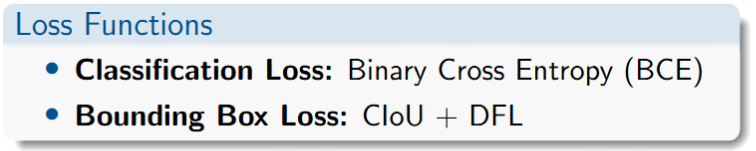 Loss Functions
• Classification Loss: Binary Cross Entropy (BCE)
• Bounding Box Loss: CIoU + DFL